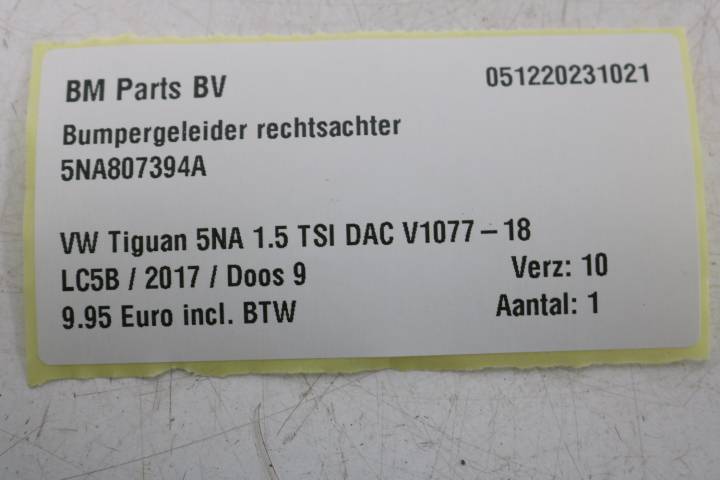 BM Parts BV 051220231021
Bumpergeleider rechtsachter
5NA807394A
VW Tiguan 5NA 1.5 TSI DAC V1077 – 18
LC5B / 2017 / Doos 9 Verz: 10
9.95 Euro incl. BTW Aantal: 1